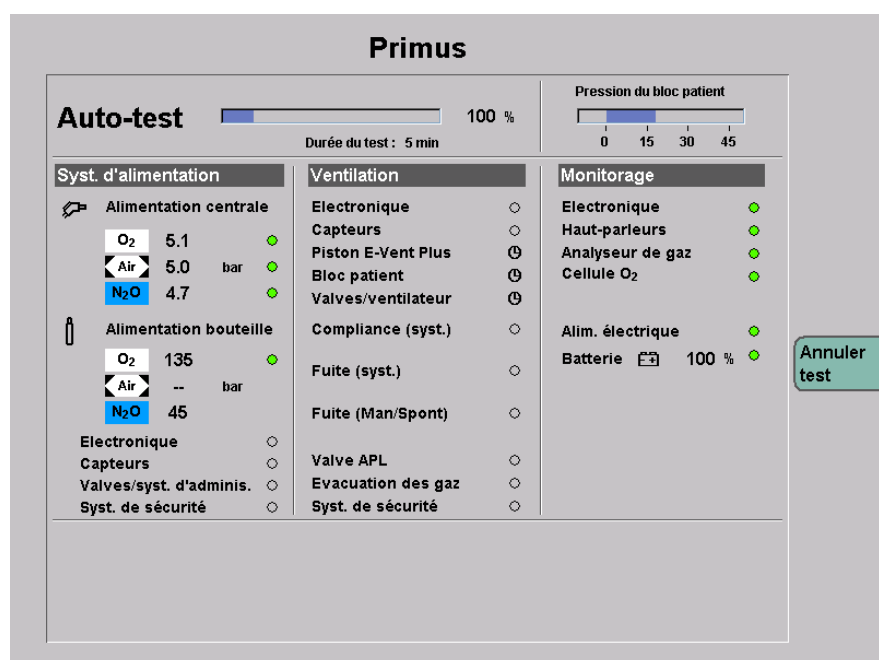 Primus
Auto-test
100 %
Durée du test : 5 min
Pression du bloc patient
0 15 30 45
Syst. d'alimentation
Alimentation centrale
O2 5.1
Air 5.0 bar
N2O 4.7
Alimentation bouteille
O2 135
Air -- bar
N2O 45
Electronique
Capteurs
Valves/syst. d'adminis.
Syst. de sécurité
Ventilation
Electronique
Capteurs
Piston E-Vent Plus
Bloc patient
Valves/ventilateur
Compliance (syst.)
Fuite (syst.)
Fuite (Man/Spont)
Valve APL
Evacuation des gaz
Syst. de sécurité
Monitorage
Electronique
Haut-parleurs
Analyseur de gaz
Cellule O2
Alim. électrique
Batterie 100 %
Annuler
test